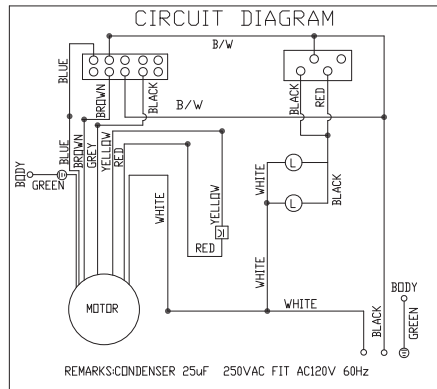 CIRCUIT DIAGRAM
B/W
BLUE
BROWN
BLACK
RED
B/W
BLUE
BROWN
GREY
YELLOW
RED
BODY
GREEN
WHITE
YELLOW
RED
WHITE
L
L
BLACK
WHITE
WHITE
BLACK
BODY
GREEN
MOTOR
REMARKS:CONDENSER 25uF 250VAC FIT AC120V 60Hz